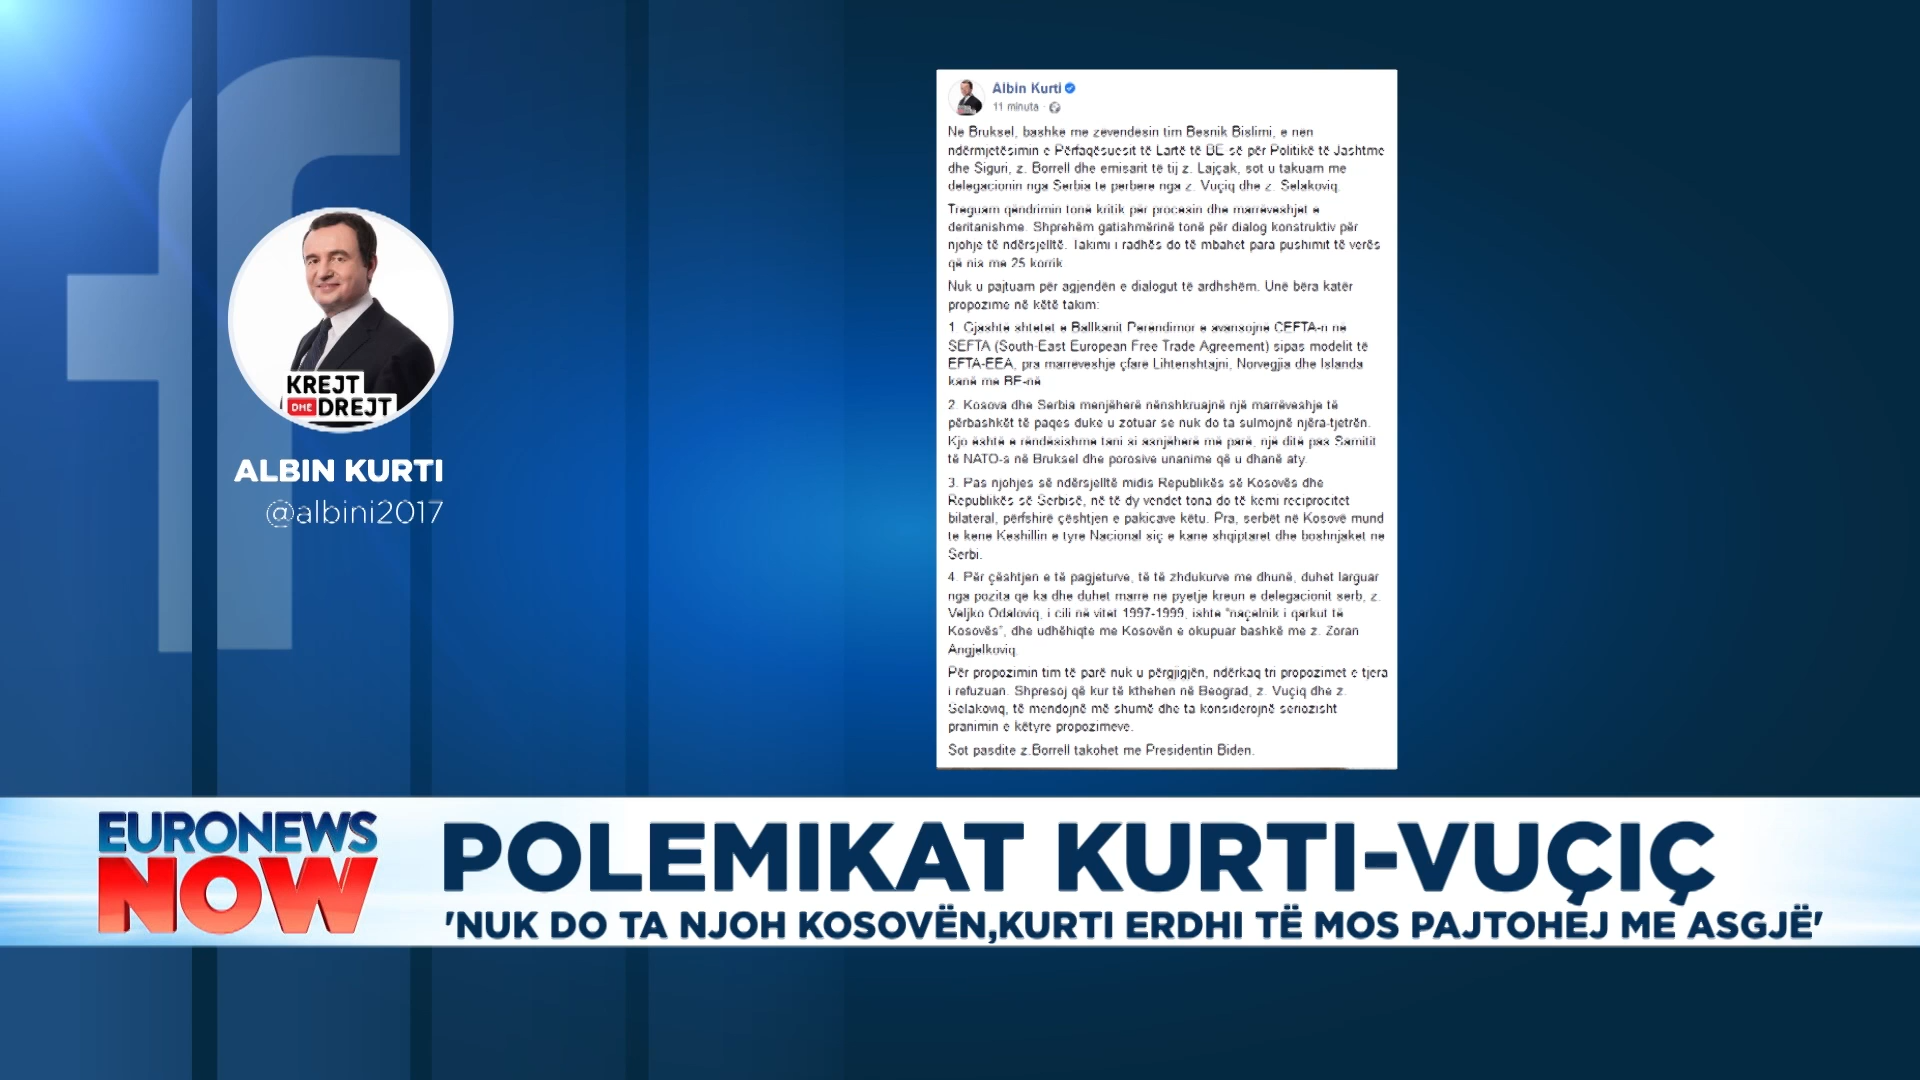 Albin Kurti
11 minuta
Në Bruksel, bashkë me zëvendësin tim Besnik Bislimi, e nën
ndërmjetësimin e Përfaqësuesit të Lartë të BE së për Politikë të Jashtme
dhe Siguri, z. Borrell dhe emisarit të tij z. Lajçak, sot u takuam me
delegacionin nga Serbia të përbërë nga z. Vuçiq dhe z. Selakoviq.
Treguam qëndrimin tonë kritik për procesin dhe marrëveshjet e
deritanishme. Shprehëm gatishmërinë tonë për dialog konstruktiv për
njohje të ndërsjelltë. Takimi i radhës do të mbahet para pushimit të verës
që nia me 25 korrik
Nuk u pajtuam për agjendën e dialogut të ardhshëm. Unë bëra katër
propozime në këtë takim:
1. Gjashtë shtetet e Ballkanit Perëndimor e avansojnë CEFTA-n në
SEFTA (South-East European Free Trade Agreement) sipas modelit të
EFTA-EEA, pra marrëveshje çfarë Lihtenshtajni, Norvegjia dhe Islanda
kanë me BE-në
2. Kosova dhe Serbia menjëherë nënshkruajnë një marrëveshje të
përbashkët të paqes duke u zotuar se nuk do ta sulmojnë njëra-tjetrën.
Kjo është e rëndësishme tani si asnjëherë më parë, një ditë pas Samitit
të NATO-s në Bruksel dhe porosive unanime që u dhanë aty.
3. Pas njohjes së ndërsjelltë midis Republikës së Kosovës dhe
Republikës së Serbisë, në të dy vendet tona do të kemi reciprocitet
bilateral, përfshirë çështjen e pakicave këtu. Pra, serbët në Kosovë mund
të kenë Këshillin e tyre Nacional siç e kanë shqiptarët dhe boshnjakët në
Serbi.
4. Për çështjen e të pagjeturve, të të zhdukurve me dhunë, duhet larguar
nga pozita që ka dhe duhet marrë në pyetje kreun e delegacionit serb, z.
Veljko Odaloviq, i cili në vitet 1997-1999, ishte "naçelnik i qarkut të
Kosovës", dhe udhëhiqte me Kosovën e okupuar bashkë me z. Zoran
Angjelkoviq.
Për propozimin tim të parë nuk u përgjigjën, ndërkaq tri propozimet e tjera
i refuzuan. Shpresoj që kur të kthehen në Beograd, z. Vuçiq dhe z.
Selakoviq, të mendojnë më shumë dhe ta konsiderojnë seriozisht
pranimin e këtyre propozimeve.
Sot pasdite z.Borrell takohet me Presidentin Biden.
KREJT
DHE DREJT
ALBIN KURTI
@albini2017
EURONEWS
NOW
POLEMIKAT KURTI-VUÇIÇ
'NUK DO TA NJOH KOSOVËN,KURTI ERDHI TË MOS PAJTOHEJ ME ASGJË'